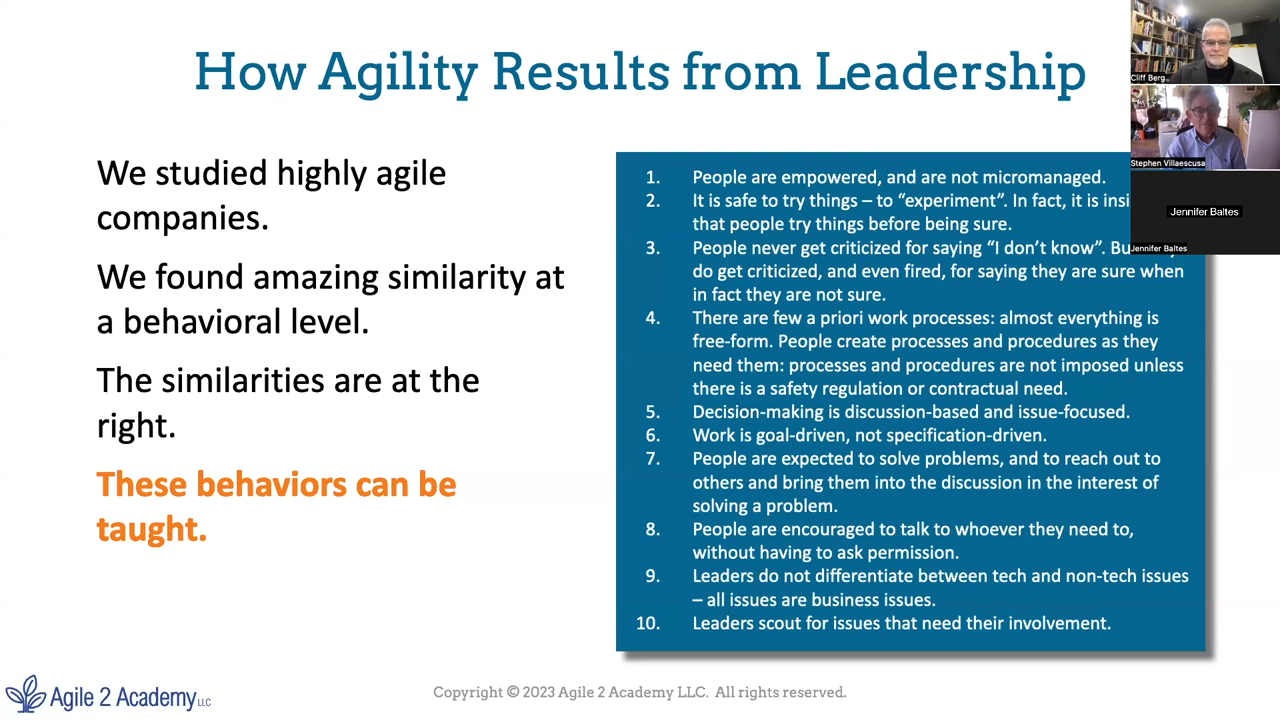 How Agility Results from Leadership
We studied highly agile
companies.
We found amazing similarity at
a behavioral level.
The similarities are at the
right.
These behaviors can be
taught.
1. People are empowered, and are not micromanaged.
2. It is safe to try things – to “experiment”. In fact, it is
that people try things before being sure.
3. People never get criticized for saying “I don’t know”.
do get criticized, and even fired, for saying they are sure when
in fact they are not sure.
4. There are few a priori work processes: almost everything is
free-form. People create processes and procedures as they
need them: processes and procedures are not imposed unless
there is a safety regulation or contractual need.
5. Decision-making is discussion-based and issue-focused.
6. Work is goal-driven, not specification-driven.
7. People are expected to solve problems, and to reach out to
others and bring them into the discussion in the interest of
solving a problem.
8. People are encouraged to talk to whoever they need to,
without having to ask permission.
9. Leaders do not differentiate between tech and non-tech issues
– all issues are business issues.
10. Leaders scout for issues that need their involvement.
Cliff Berg
Stephen Villaescusa
Jennifer Baltes
Jennifer Baltes
Agile 2 Academy LLC
Copyright © 2023 Agile 2 Academy LLC. All rights reserved.